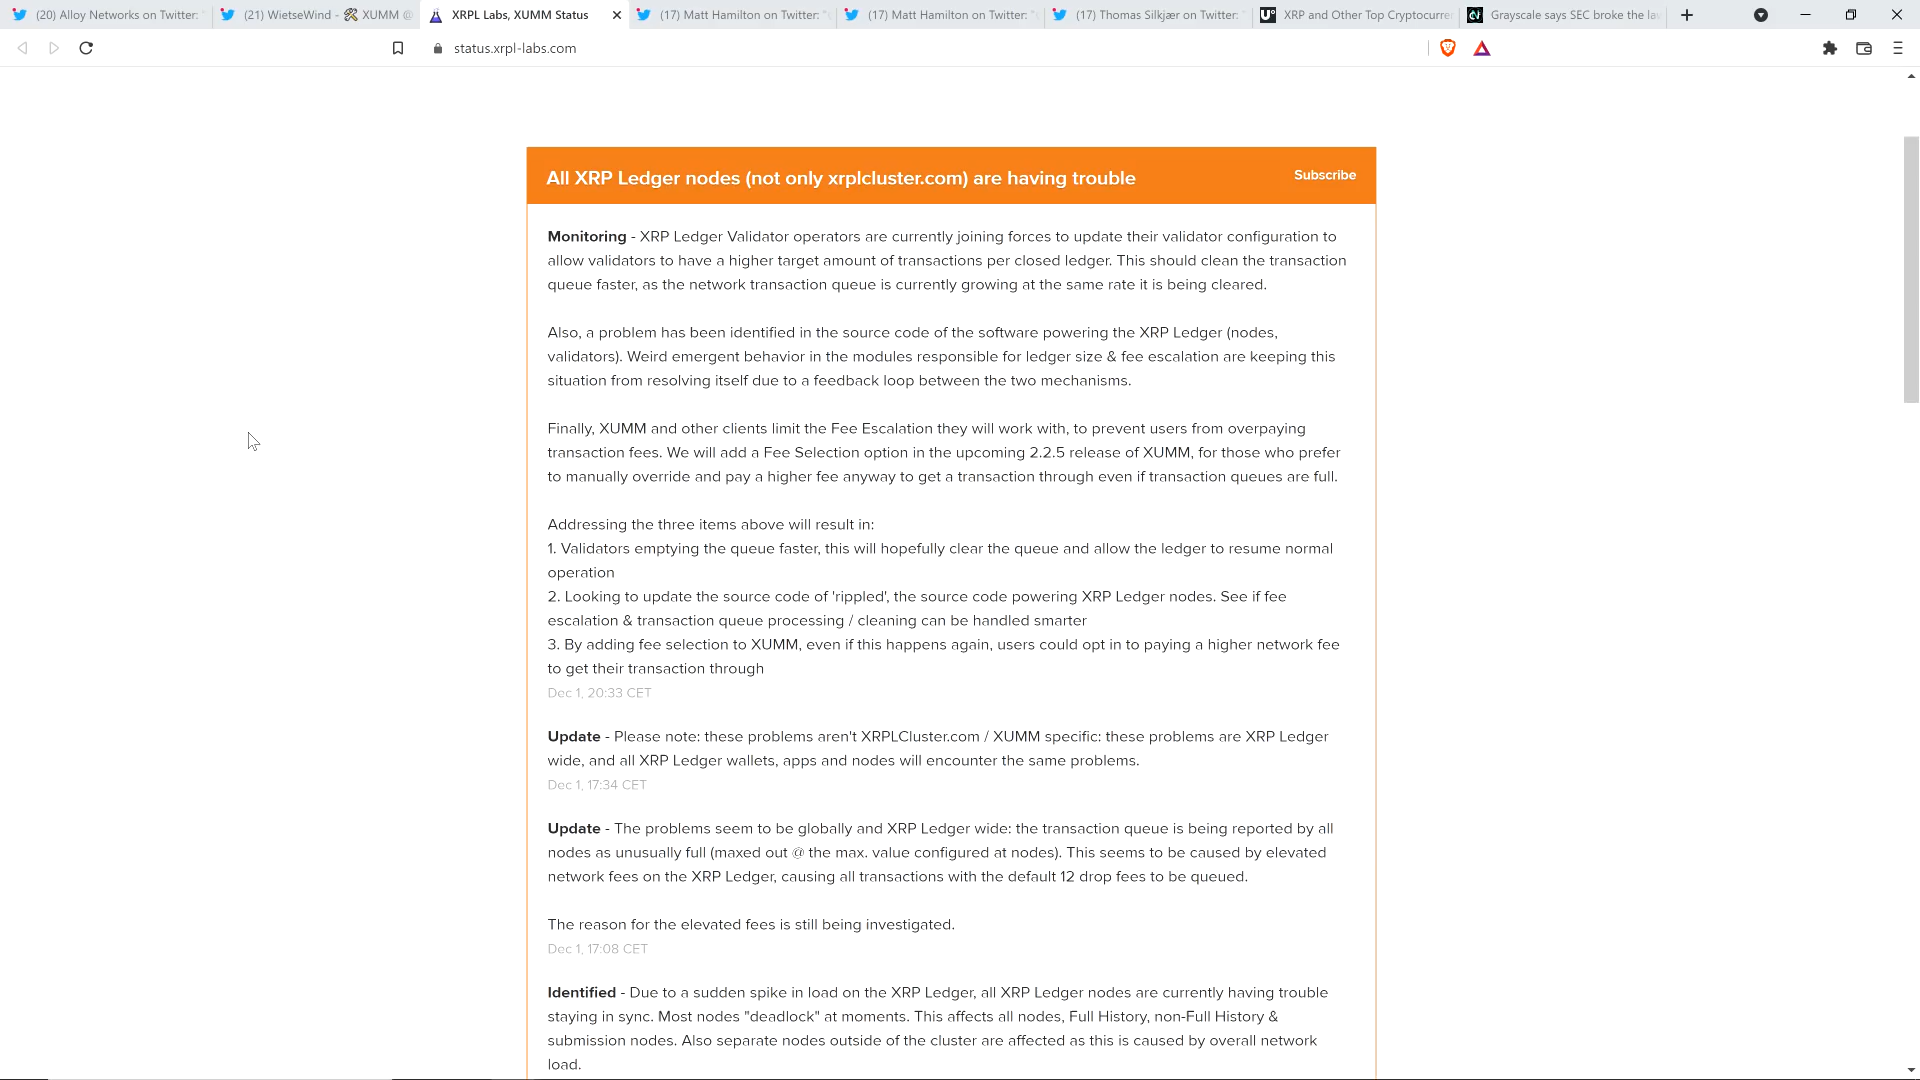 (20) Alloy Networks on Twitter:
(21) WietseWind - 🛠 XUMM @
XRPL Labs, XUMM Status
(17) Matt Hamilton on Twitter: "
(17) Matt Hamilton on Twitter: "
(17) Thomas Silkjær on Twitter:
XRP and Other Top Cryptocurre
Grayscale says SEC broke the la
status.xrpl-labs.com
All XRP Ledger nodes (not only xrplcluster.com) are having trouble
Subscribe
Monitoring - XRP Ledger Validator operators are currently joining forces to update their validator configuration to
allow validators to have a higher target amount of transactions per closed ledger. This should clean the transaction
queue faster, as the network transaction queue is currently growing at the same rate it is being cleared.
Also, a problem has been identified in the source code of the software powering the XRP Ledger (nodes,
validators). Weird emergent behavior in the modules responsible for ledger size & fee escalation are keeping this
situation from resolving itself due to a feedback loop between the two mechanisms.
Finally, XUMM and other clients limit the Fee Escalation they will work with, to prevent users from overpaying
transaction fees. We will add a Fee Selection option in the upcoming 2.2.5 release of XUMM, for those who prefer
to manually override and pay a higher fee anyway to get a transaction through even if transaction queues are full.
Addressing the three items above will result in:
1. Validators emptying the queue faster, this will hopefully clear the queue and allow the ledger to resume normal
operation
2. Looking to update the source code of 'rippled', the source code powering XRP Ledger nodes. See if fee
escalation & transaction queue processing / cleaning can be handled smarter
3. By adding fee selection to XUMM, even if this happens again, users could opt in to paying a higher network fee
to get their transaction through
Dec 1, 20:33 CET
Update - Please note: these problems aren't XRPLCluster.com / XUMM specific: these problems are XRP Ledger
wide, and all XRP Ledger wallets, apps and nodes will encounter the same problems.
Dec 1, 17:34 CET
Update - The problems seem to be globally and XRP Ledger wide: the transaction queue is being reported by all
nodes as unusually full (maxed out @ the max. value configured at nodes). This seems to be caused by elevated
network fees on the XRP Ledger, causing all transactions with the default 12 drop fees to be queued.
The reason for the elevated fees is still being investigated.
Dec 1, 17:08 CET
Identified - Due to a sudden spike in load on the XRP Ledger, all XRP Ledger nodes are currently having trouble
staying in sync. Most nodes "deadlock" at moments. This affects all nodes, Full History, non-Full History &
submission nodes. Also separate nodes outside of the cluster are affected as this is caused by overall network
load.